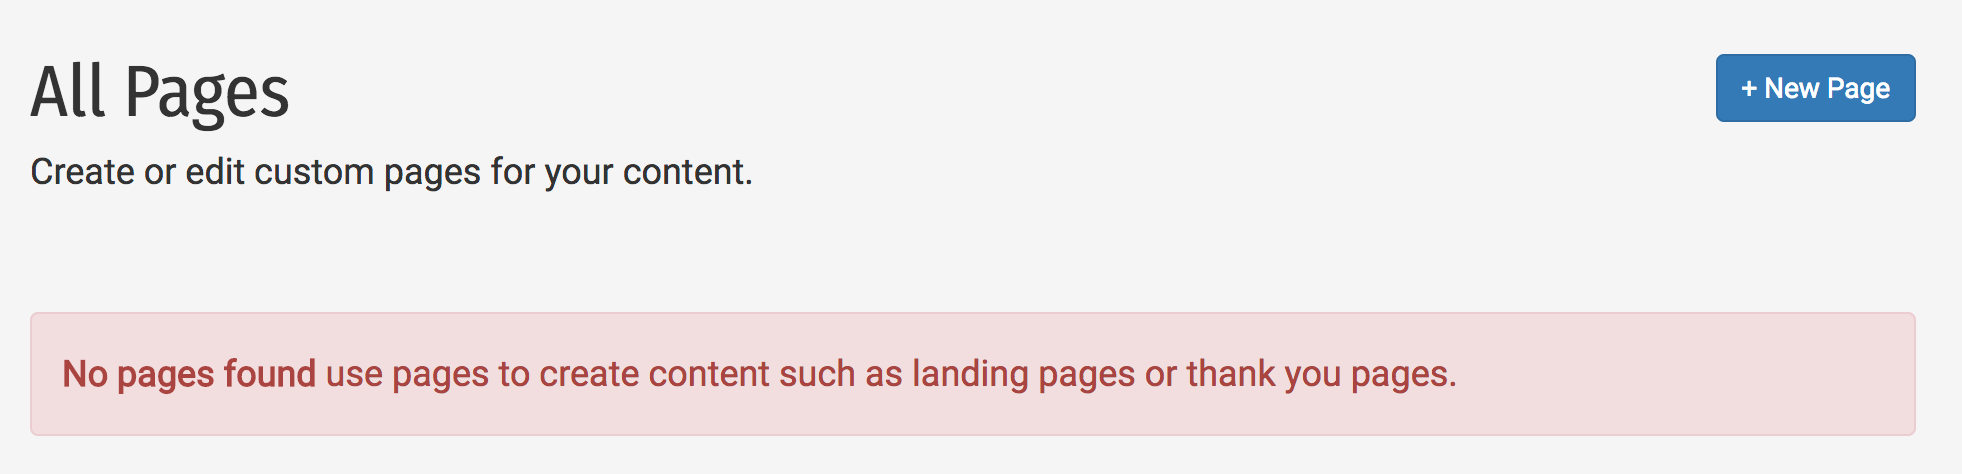 All Pages
+ New Page
Create or edit custom pages for your content.
No pages found use pages to create content such as landing pages or thank you pages.